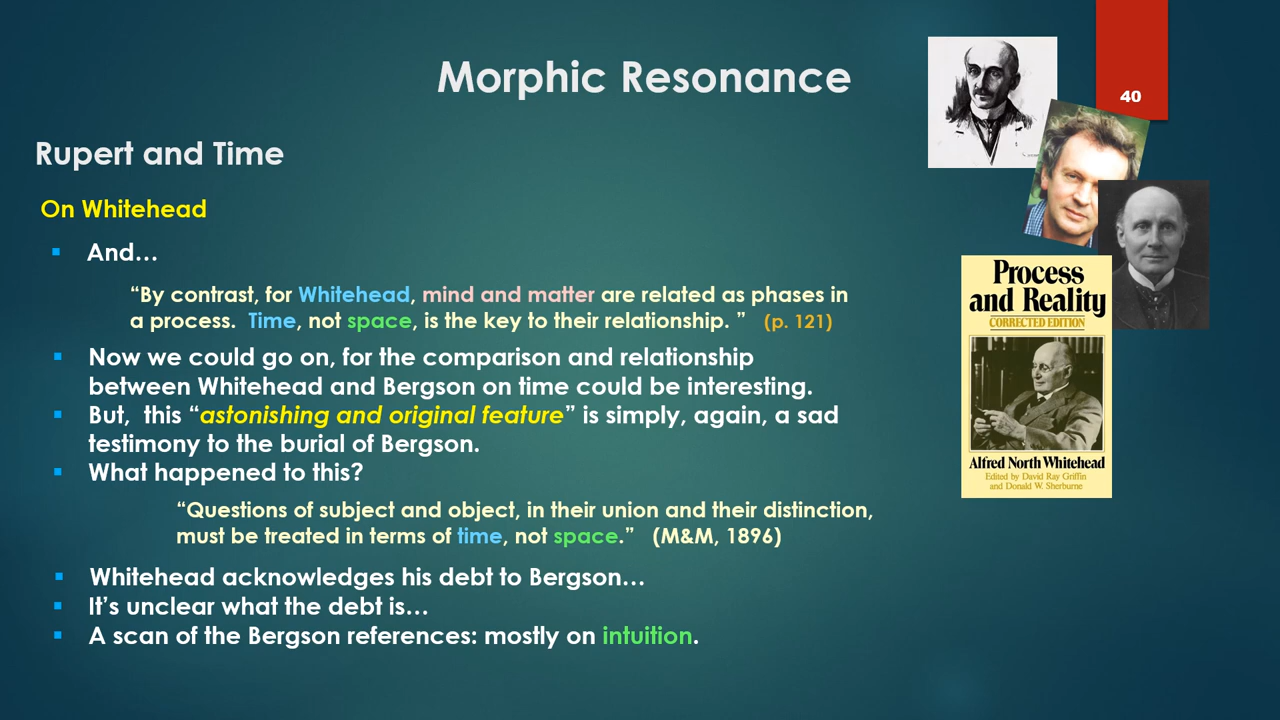 Morphic Resonance
40
Rupert and Time
On Whitehead
And…
“By contrast, for Whitehead, mind and matter are related as phases in
a process.  Time, not space, is the key to their relationship. ”   (p. 121)
Now we could go on, for the comparison and relationship
between Whitehead and Bergson on time could be interesting.
But,  this “astonishing and original feature” is simply, again, a sad
testimony to the burial of Bergson.
What happened to this?
“Questions of subject and object, in their union and their distinction,
must be treated in terms of time, not space.”   (M&M, 1896)
Whitehead acknowledges his debt to Bergson…
It’s unclear what the debt is…
A scan of the Bergson references: mostly on intuition.
Process
and Reality
CORRECTED EDITION
Alfred North Whitehead
Edited by David Ray Griffin
and Donald W. Sherburne